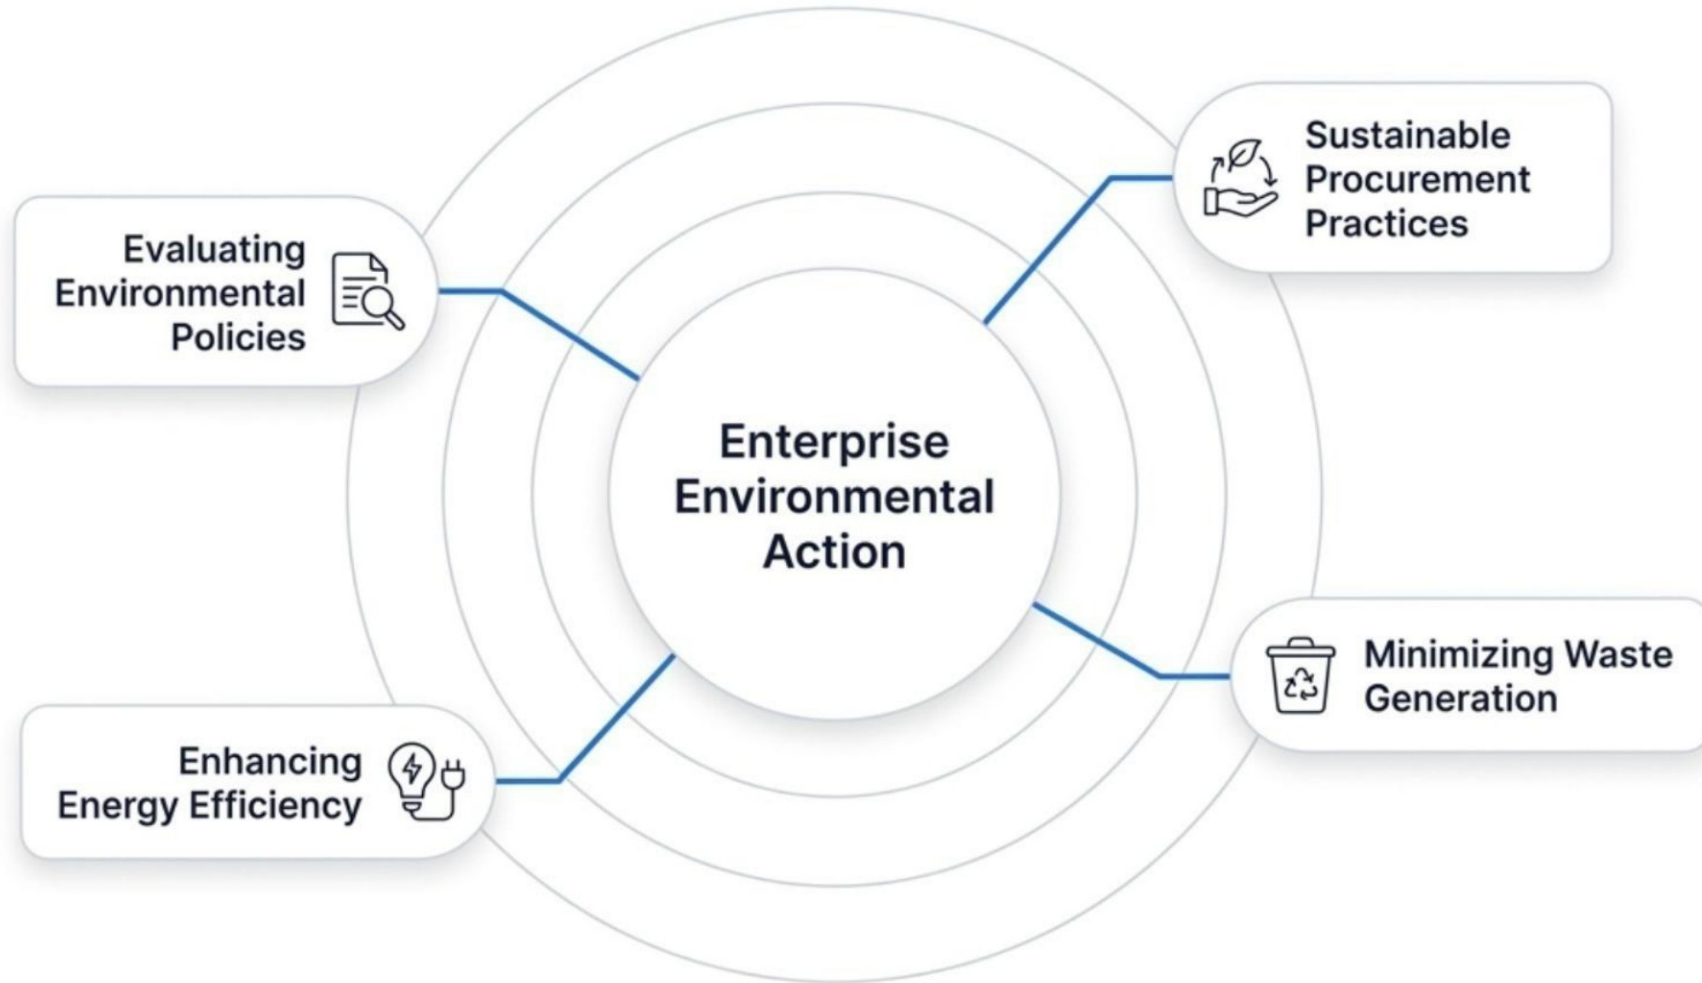 Sustainable
Procurement
Practices
Evaluating
Environmental
Policies
Enterprise
Environmental
Action
Minimizing Waste
Generation
Enhancing
Energy Efficiency